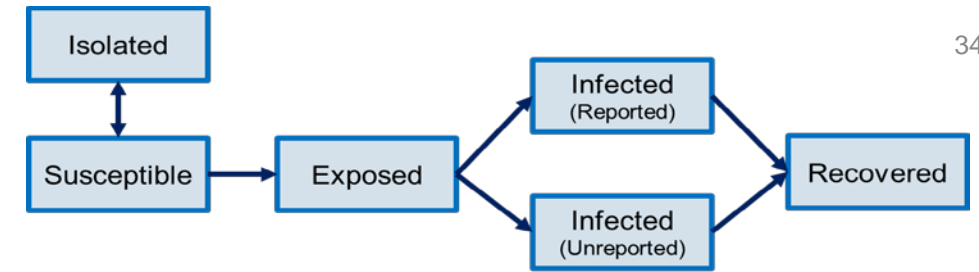 Isolated
34
Infected
(Reported)
Susceptible
Exposed
Recovered
Infected
(Unreported)